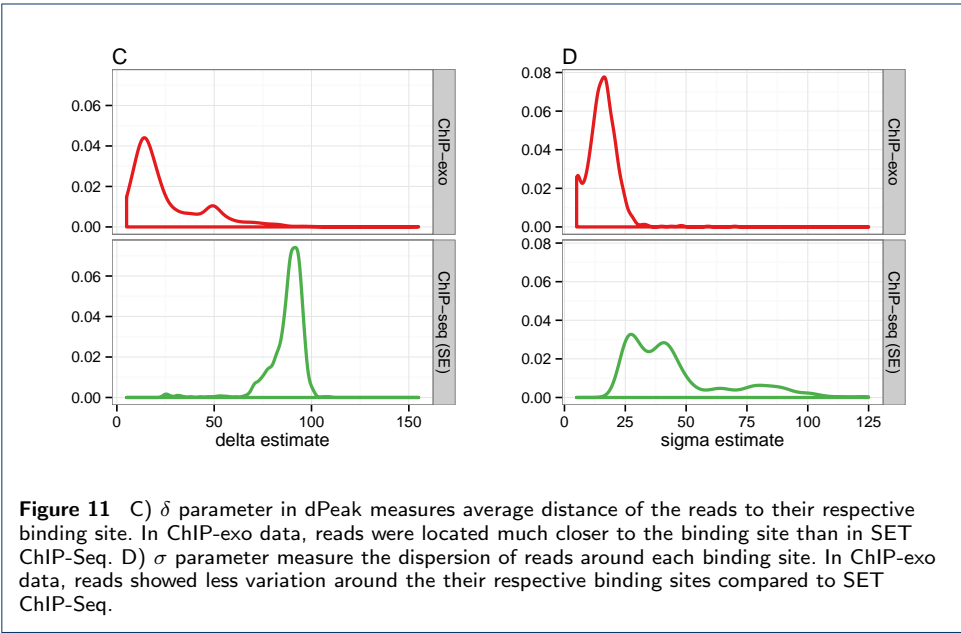 C
0.06
0.04
0.02
0.00
ChIP−exo
0.06
0.04
0.02
0.00
ChIP−seq (SE)
0 50 100 150
delta estimate
D
0.08
0.06
0.04
0.02
0.00
ChIP−exo
0.08
0.06
0.04
0.02
0.00
ChIP−seq (SE)
0 25 50 75 100 125
sigma estimate
Figure 11 C) δ parameter in dPeak measures average distance of the reads to their respective
binding site. In ChIP-exo data, reads were located much closer to the binding site than in SET
ChIP-Seq. D) σ parameter measure the dispersion of reads around each binding site. In ChIP-exo
data, reads showed less variation around the their respective binding sites compared to SET
ChIP-Seq.